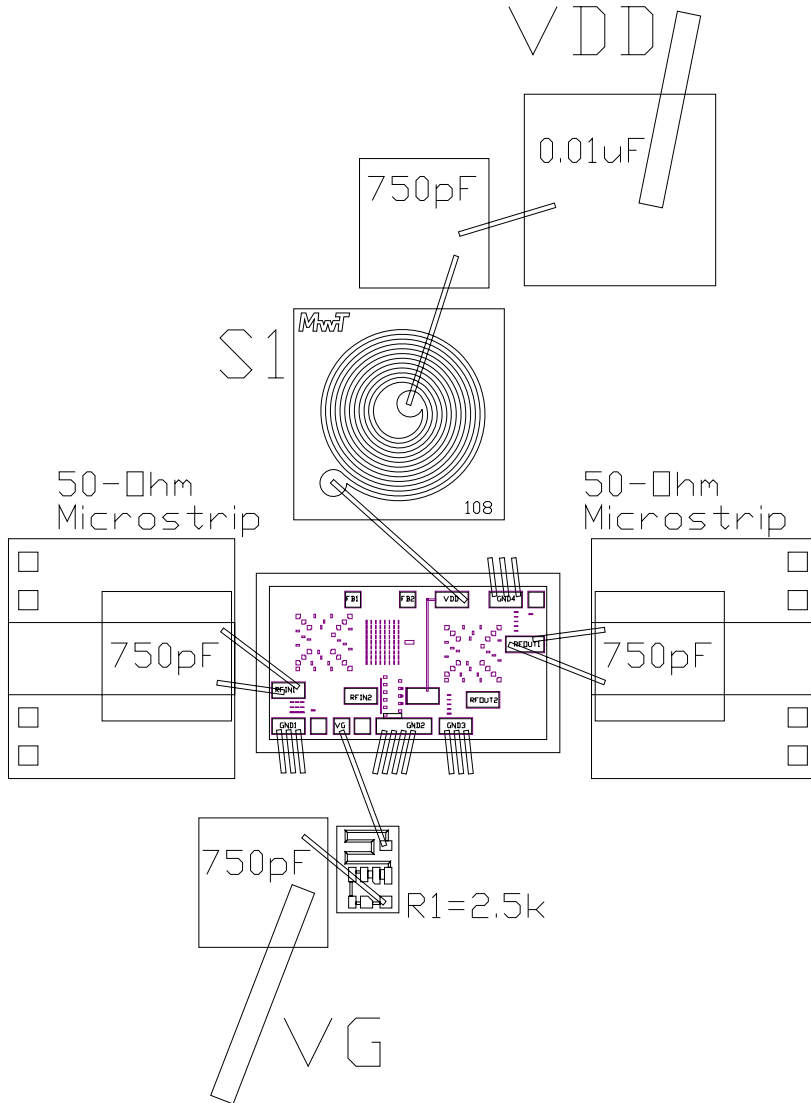 VDD
0.01uF
750pF
MwT
S1
108
50-Ohm
Microstrip
50-Ohm
Microstrip
FB1
FB2
VDD
GND4
750pF
RFOUT1
750pF
RFIN1
RFIN2
RFOUT2
GND1
VG
GND2
GND3
750pF
R1=2.5k
VG